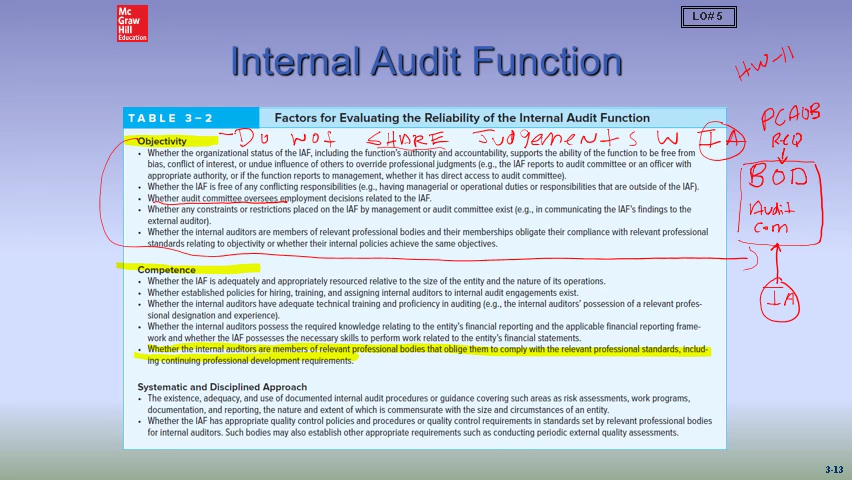 Mc
Graw
Hill
Education
LO# 5
Internal Audit Function
HW-11
TABLE 3–2 Factors for Evaluating the Reliability of the Internal Audit Function
PCAOB
REQ
- Do Not SHARE Judgements W IA
Objectivity
• Whether the organizational status of the IAF, including the function's authority and accountability, supports the ability of the function to be free from
bias, conflict of interest, or undue influence of others to override professional judgments (e.g., the IAF reports to audit committee or an officer with
appropriate authority, or if the function reports to management, whether it has direct access to audit committee).
• Whether the IAF is free of any conflicting responsibilities (e.g., having managerial or operational duties or responsibilities that are outside of the IAF).
• Whether audit committee oversees employment decisions related to the IAF.
• Whether any constraints or restrictions placed on the IAF by management or audit committee exist (e.g., in communicating the IAF's findings to the
external auditor).
• Whether the internal auditors are members of relevant professional bodies and their memberships obligate their compliance with relevant professional
standards relating to objectivity or whether their internal policies achieve the same objectives.
BOD
Audit
Com
IA
Competence
• Whether the IAF is adequately and appropriately resourced relative to the size of the entity and the nature of its operations.
• Whether established policies for hiring, training, and assigning internal auditors to internal audit engagements exist.
• Whether the internal auditors have adequate technical training and proficiency in auditing (e.g., the internal auditors' possession of a relevant profes-
sional designation and experience).
• Whether the internal auditors possess the required knowledge relating to the entity's financial reporting and the applicable financial reporting frame-
work and whether the IAF possesses the necessary skills to perform work related to the entity's financial statements.
• Whether the internal auditors are members of relevant professional bodies that oblige them to comply with the relevant professional standards, includ-
ing continuing professional development requirements.
Systematic and Disciplined Approach
• The existence, adequacy, and use of documented internal audit procedures or guidance covering such areas as risk assessments, work programs,
documentation, and reporting, the nature and extent of which is commensurate with the size and circumstances of an entity.
• Whether the IAF has appropriate quality control policies and procedures or quality control requirements in standards set by relevant professional bodies
for internal auditors. Such bodies may also establish other appropriate requirements such as conducting periodic external quality assessments.
3-13